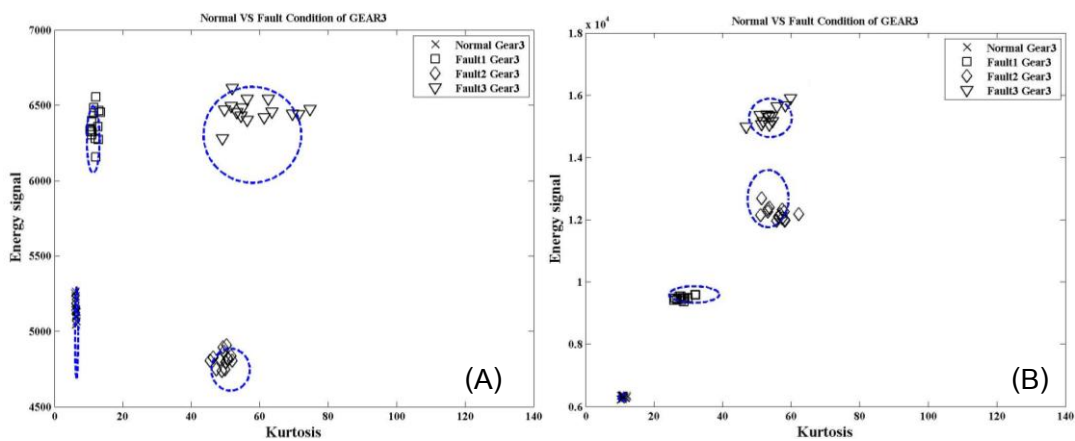 Normal VS Fault Condition of GEAR3
7000
6500
6000
5500
5000
4500
Energy signal
0 20 40 60 80 100 120 140
Kurtosis
Normal Gear3
Fault1 Gear3
Fault2 Gear3
Fault3 Gear3
(A)
Normal VS Fault Condition of GEAR3
x 10^4
1.8
1.6
1.4
1.2
1
0.8
0.6
Energy signal
0 20 40 60 80 100 120 140
Kurtosis
Normal Gear3
Fault1 Gear3
Fault2 Gear3
Fault3 Gear3
(B)